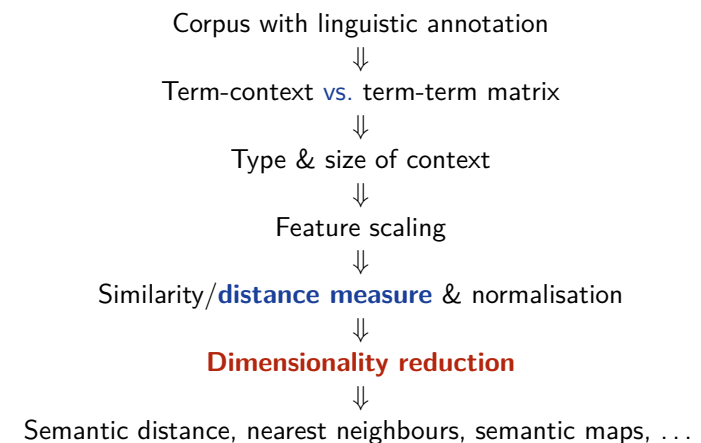 Corpus with linguistic annotation
⇓
Term-context vs. term-term matrix
⇓
Type & size of context
⇓
Feature scaling
⇓
Similarity/distance measure & normalisation
⇓
Dimensionality reduction
⇓
Semantic distance, nearest neighbours, semantic maps, . . .